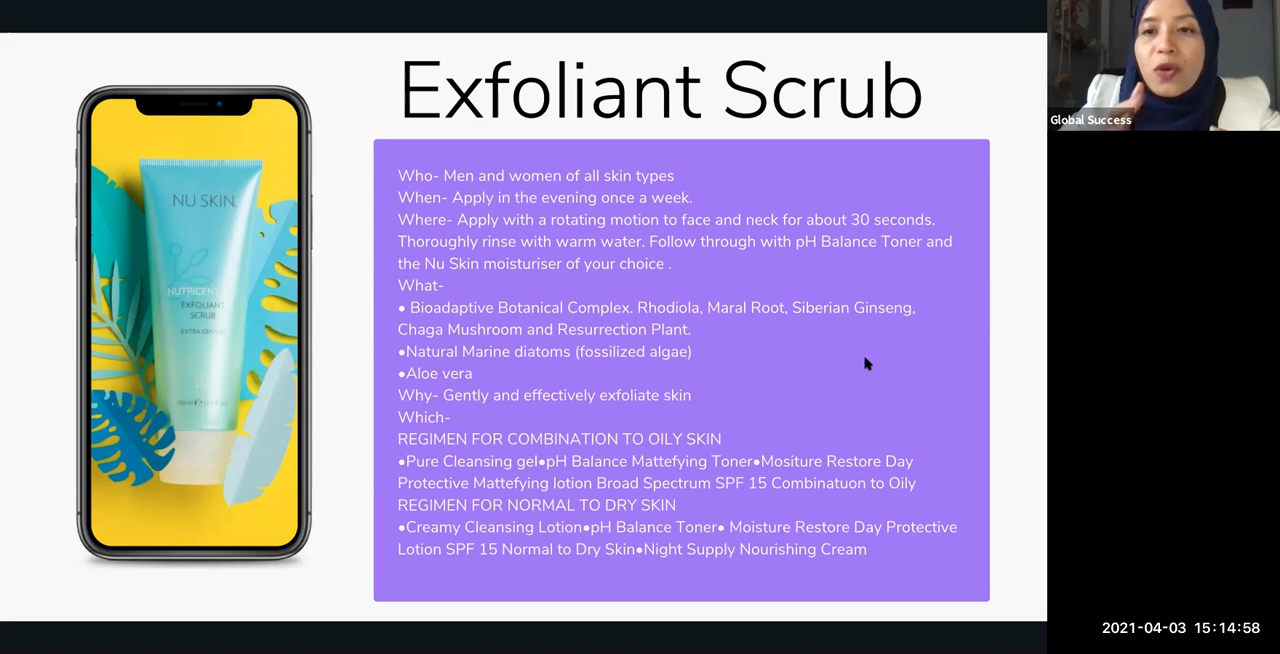 Exfoliant Scrub
Who- Men and women of all skin types
When- Apply in the evening once a week.
Where- Apply with a rotating motion to face and neck for about 30 seconds.
Thoroughly rinse with warm water. Follow through with pH Balance Toner and
the Nu Skin moisturiser of your choice .
What-
• Bioadaptive Botanical Complex. Rhodiola, Maral Root, Siberian Ginseng,
Chaga Mushroom and Resurrection Plant.
•Natural Marine diatoms (fossilized algae)
•Aloe vera
Why- Gently and effectively exfoliate skin
Which-
REGIMEN FOR COMBINATION TO OILY SKIN
•Pure Cleansing gel•pH Balance Mattefying Toner•Mositure Restore Day
Protective Mattefying lotion Broad Spectrum SPF 15 Combinatuon to Oily
REGIMEN FOR NORMAL TO DRY SKIN
•Creamy Cleansing Lotion•pH Balance Toner• Moisture Restore Day Protective
Lotion SPF 15 Normal to Dry Skin•Night Supply Nourishing Cream
NU SKIN
EXFOLIANT
SCRUB
EXTRA GENTLE
Global Success
2021-04-03 15:14:58